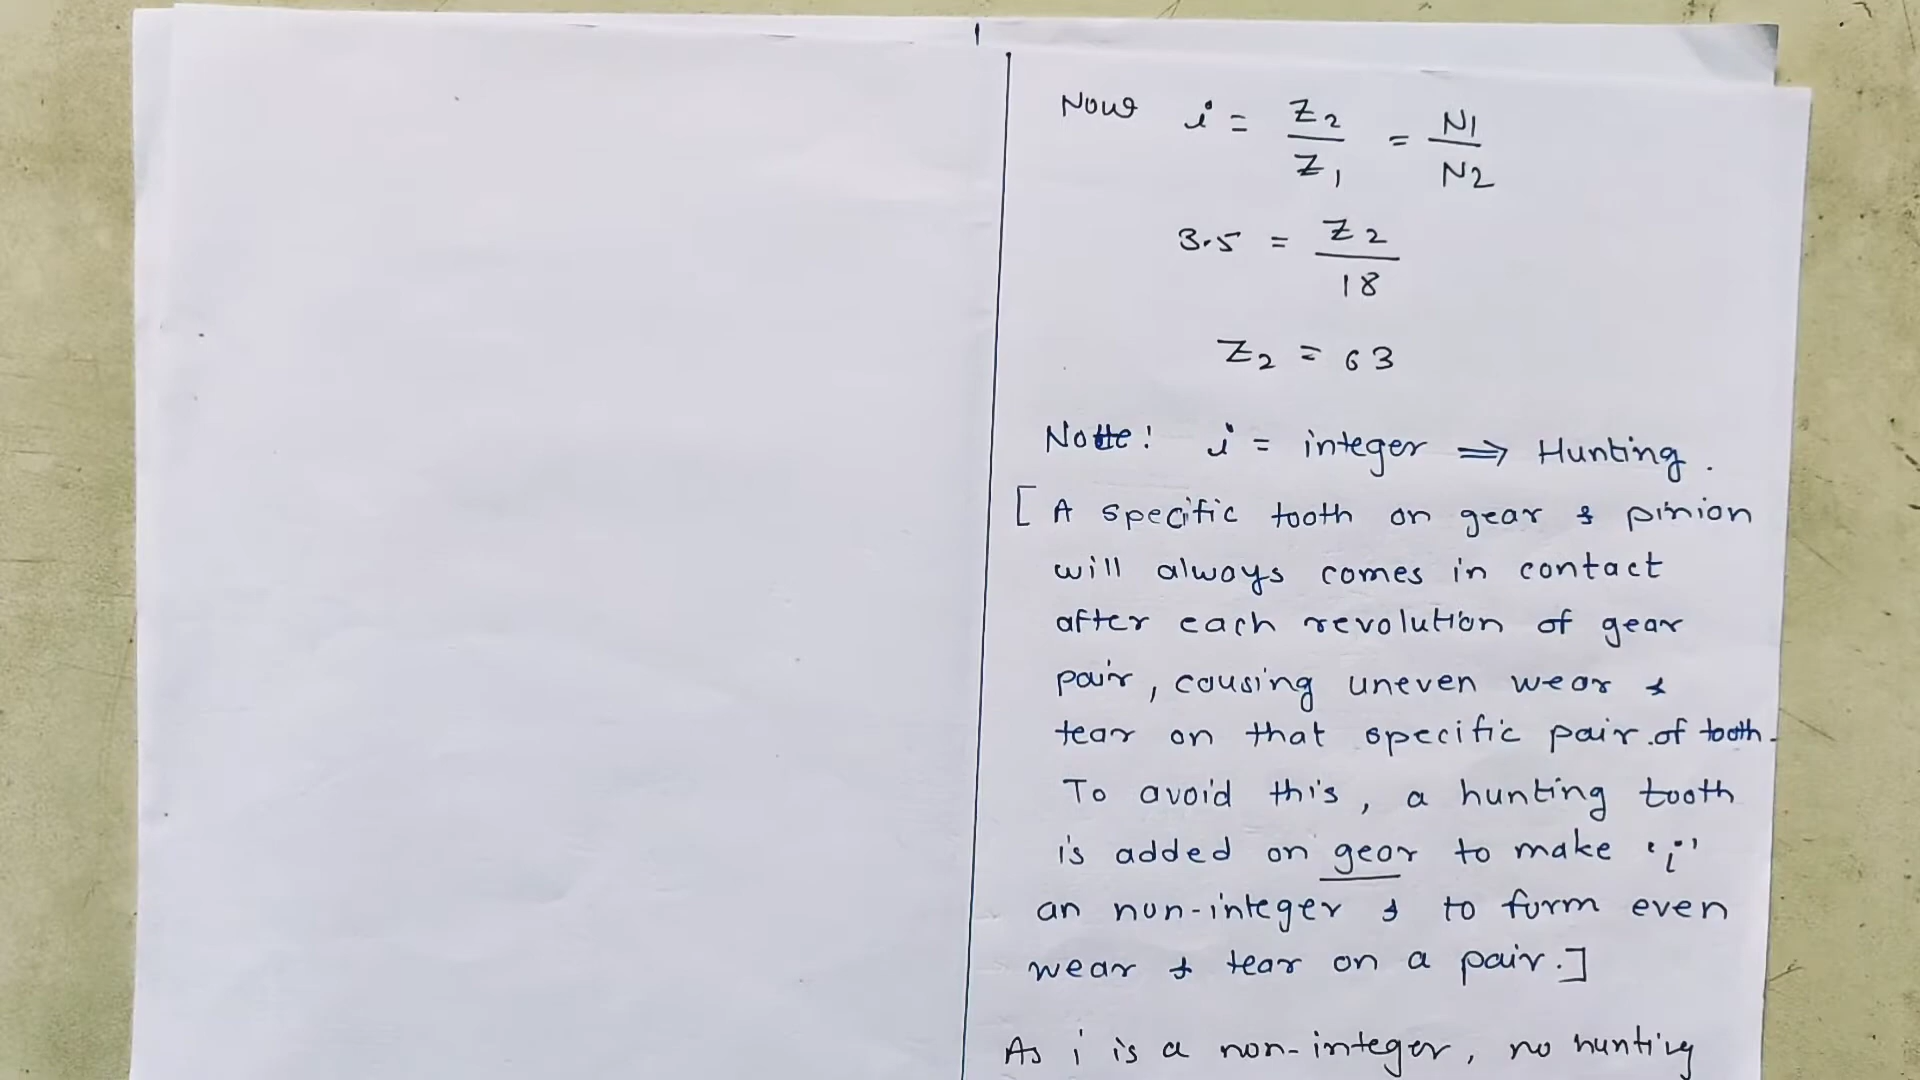 Now i = Z2/Z1 = N1/N2
3.5 = Z2/18
Z2 = 63
Note: i = integer ⇒ Hunting.
[A specific tooth on gear & pinion
will always comes in contact
after each revolution of gear
pair, causing uneven wear &
tear on that specific pair of tooth.
To avoid this, a hunting tooth
is added on gear to make 'i'
an non-integer & to form even
wear & tear on a pair.]
As i is a non-integer, no hunting